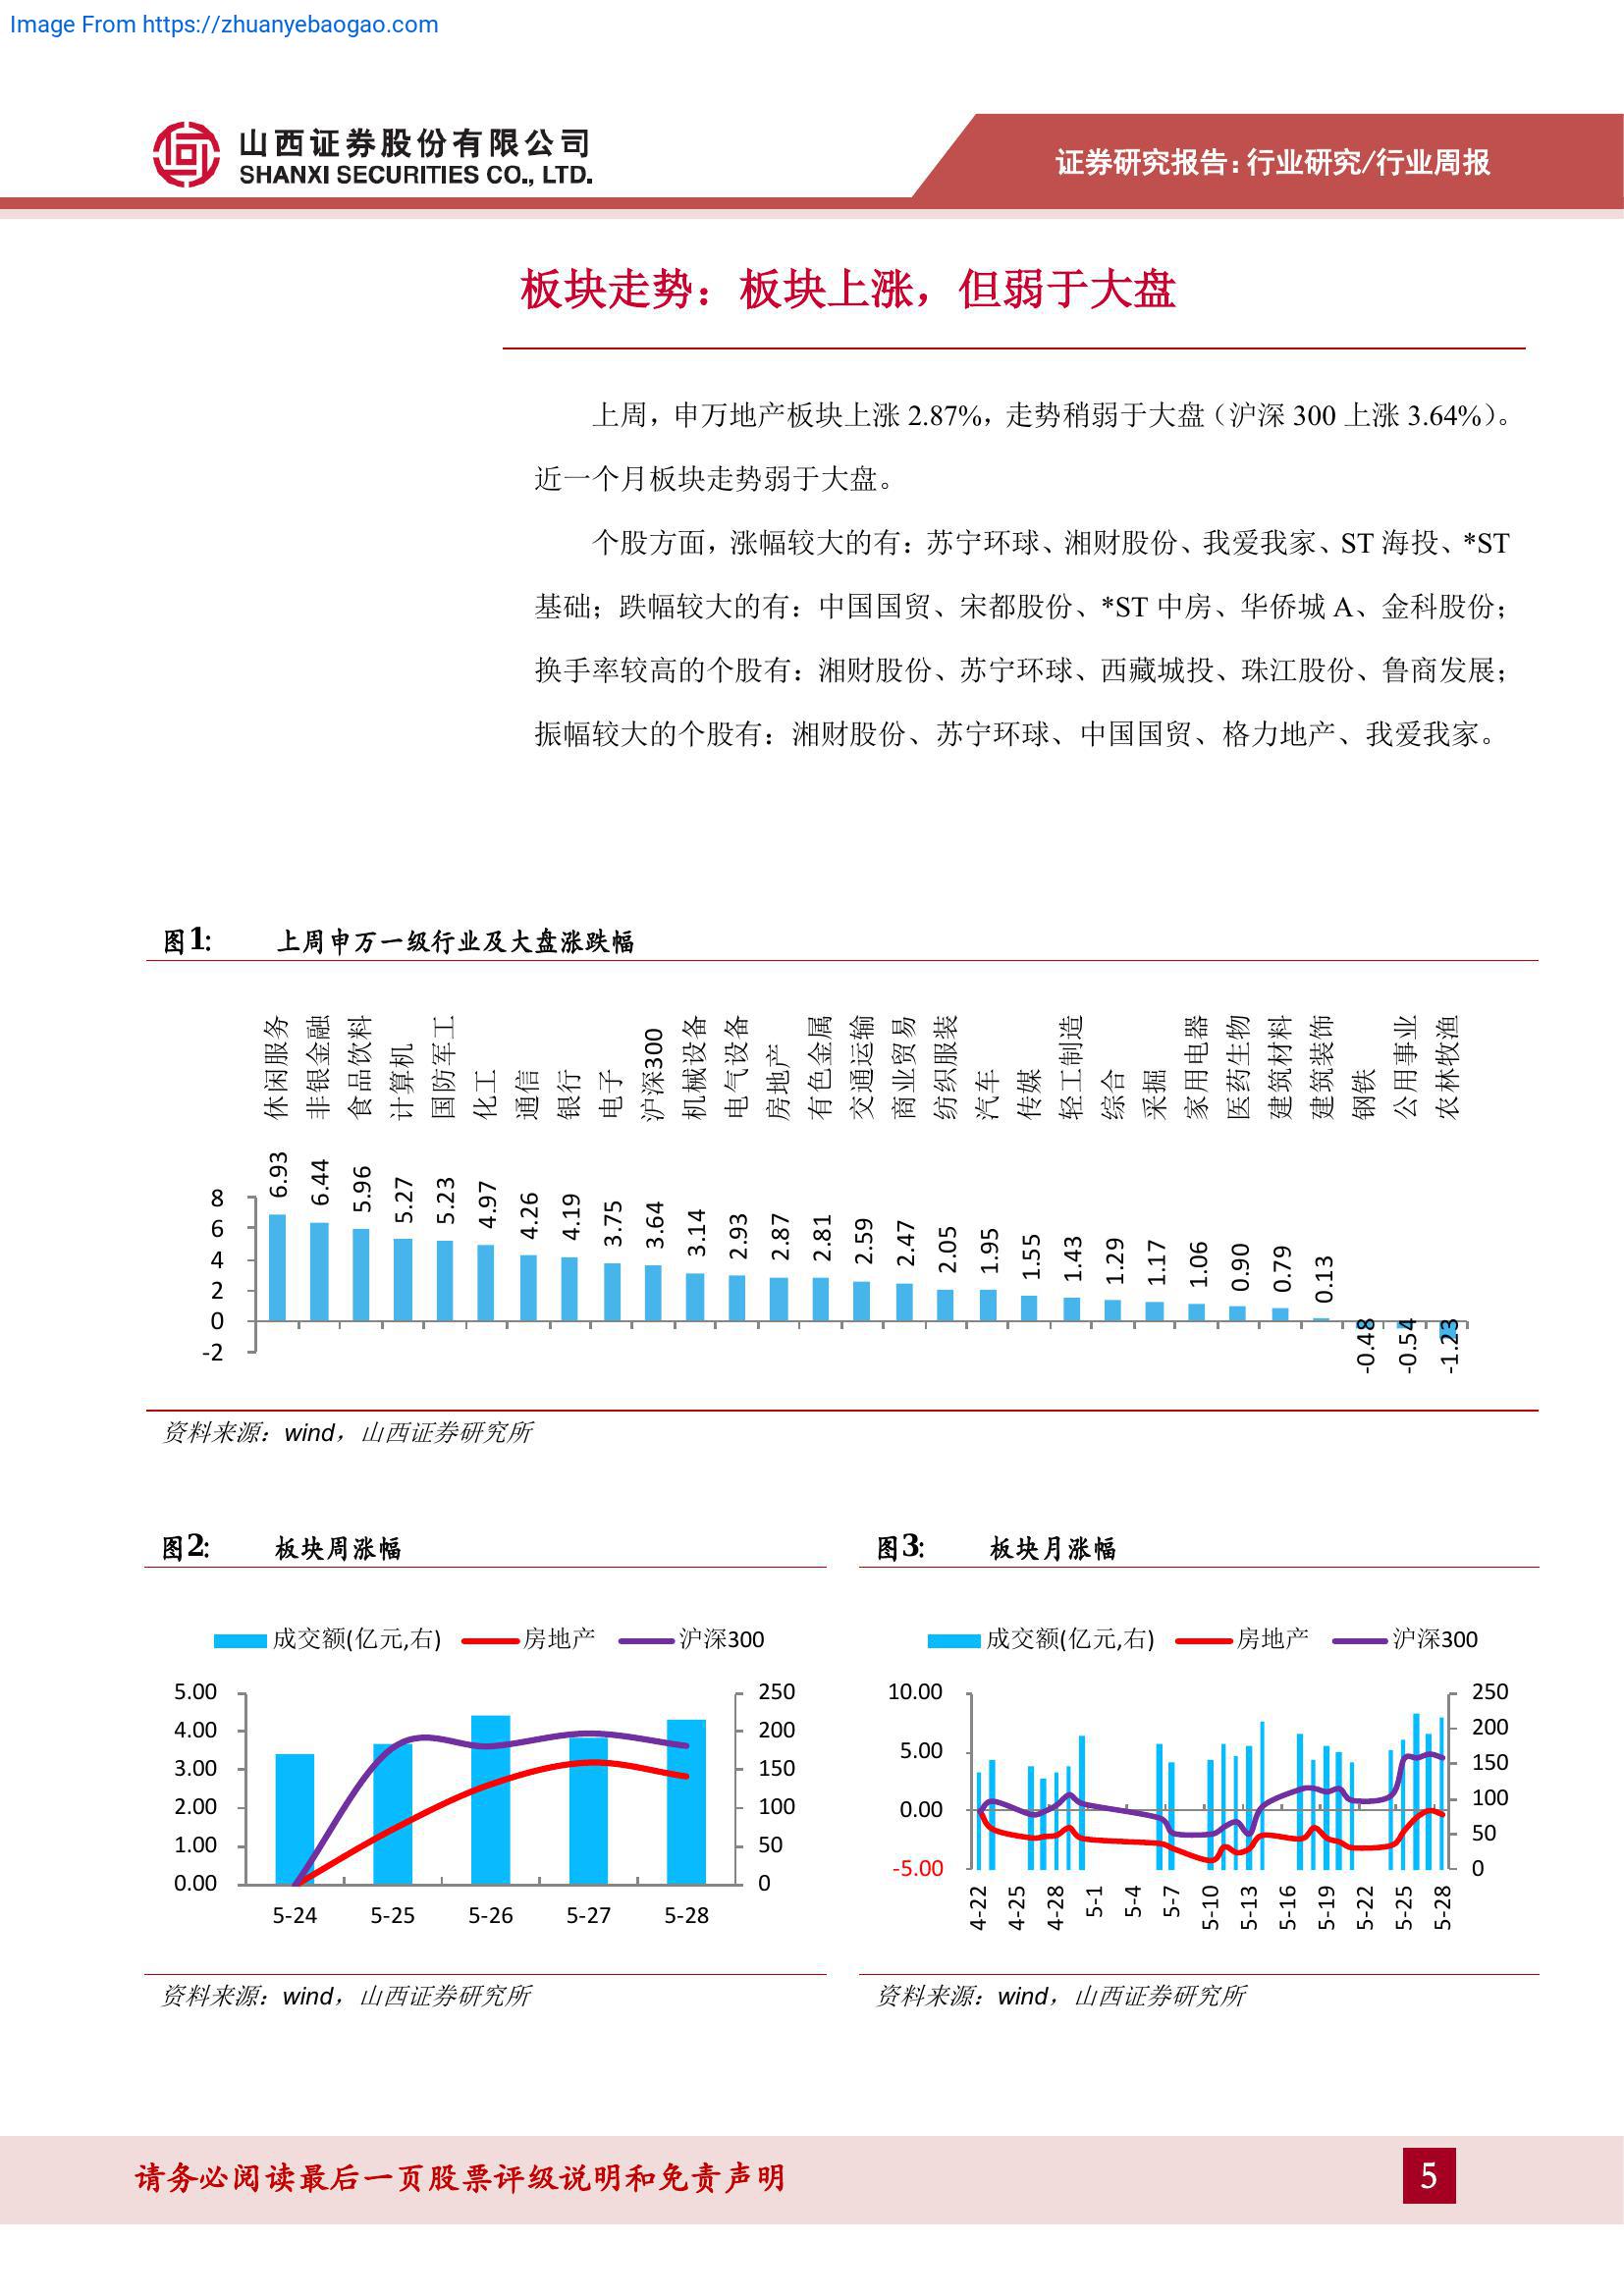 Image From https://zhuanyebaogao.com
山西证券股份有限公司
SHANXI SECURITIES CO., LTD.
证券研究报告：行业研究/行业周报
板块走势：板块上涨，但弱于大盘
上周，申万地产板块上涨 2.87%，走势稍弱于大盘（沪深 300 上涨 3.64%）。
近一个月板块走势弱于大盘。
个股方面，涨幅较大的有：苏宁环球、湘财股份、我爱我家、ST 海投、*ST
基础；跌幅较大的有：中国国贸、宋都股份、*ST 中房、华侨城 A、金科股份；
换手率较高的个股有：湘财股份、苏宁环球、西藏城投、珠江股份、鲁商发展；
振幅较大的个股有：湘财股份、苏宁环球、中国国贸、格力地产、我爱我家。
图1: 上周申万一级行业及大盘涨跌幅
休闲服务 非银金融 食品饮料 计算机 国防军工 化工 通信 银行 电子 沪深300 机械设备 电气设备 房地产 有色金属 交通运输 商业贸易 纺织服装 汽车 传媒 轻工制造 综合 采掘 家用电器 医药生物 建筑材料 建筑装饰 钢铁 公用事业 农林牧渔
6.93 6.44 5.96 5.27 5.23 4.97 4.26 4.19 3.75 3.64 3.14 2.93 2.87 2.81 2.59 2.47 2.05 1.95 1.55 1.43 1.29 1.17 1.06 0.90 0.79 0.13 -0.48 -0.54 -1.23
8
6
4
2
0
-2
资料来源：wind，山西证券研究所
图2: 板块周涨幅
成交额(亿元,右) 房地产 沪深300
5.00 250
4.00 200
3.00 150
2.00 100
1.00 50
0.00 0
5-24 5-25 5-26 5-27 5-28
资料来源：wind，山西证券研究所
图3: 板块月涨幅
成交额(亿元,右) 房地产 沪深300
10.00
5.00
0.00
-5.00
250
200
150
100
50
0
4-22 4-25 4-28 5-1 5-4 5-7 5-10 5-13 5-16 5-19 5-22 5-25 5-28
资料来源：wind，山西证券研究所
请务必阅读最后一页股票评级说明和免责声明
5